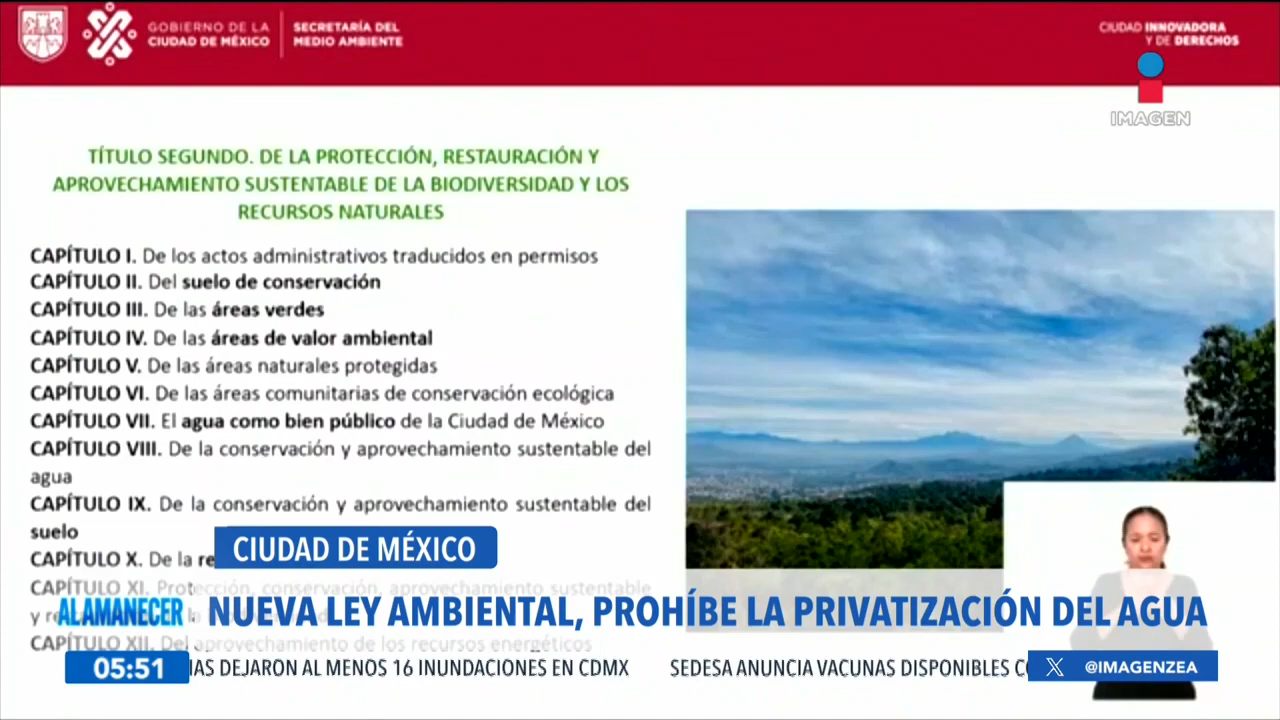 GOBIERNO DE LA
CIUDAD DE MÉXICO
SECRETARÍA DEL
MEDIO AMBIENTE
CIUDAD INNOVADORA
Y DE DERECHOS
IMAGEN
TÍTULO SEGUNDO. DE LA PROTECCIÓN, RESTAURACIÓN Y
APROVECHAMIENTO SUSTENTABLE DE LA BIODIVERSIDAD Y LOS
RECURSOS NATURALES
CAPÍTULO I. De los actos administrativos traducidos en permisos
CAPÍTULO II. Del suelo de conservación
CAPÍTULO III. De las áreas verdes
CAPÍTULO IV. De las áreas de valor ambiental
CAPÍTULO V. De las áreas naturales protegidas
CAPÍTULO VI. De las áreas comunitarias de conservación ecológica
CAPÍTULO VII. El agua como bien público de la Ciudad de México
CAPÍTULO VIII. De la conservación y aprovechamiento sustentable del
agua
CAPÍTULO IX. De la conservación y aprovechamiento sustentable del
suelo
CAPÍTULO X. De la
CIUDAD DE MÉXICO
CAPÍTULO XI. Protección, conservación, aprovechamiento sustentable
AL AMANECER
NUEVA LEY AMBIENTAL, PROHÍBE LA PRIVATIZACIÓN DEL AGUA
CAPÍTULO XII. Del aprovechamiento de los recursos energéticos
05:51
DEJARON AL MENOS 16 INUNDACIONES EN CDMX
SEDESA ANUNCIA VACUNAS DISPONIBLES
X @IMAGENZEA